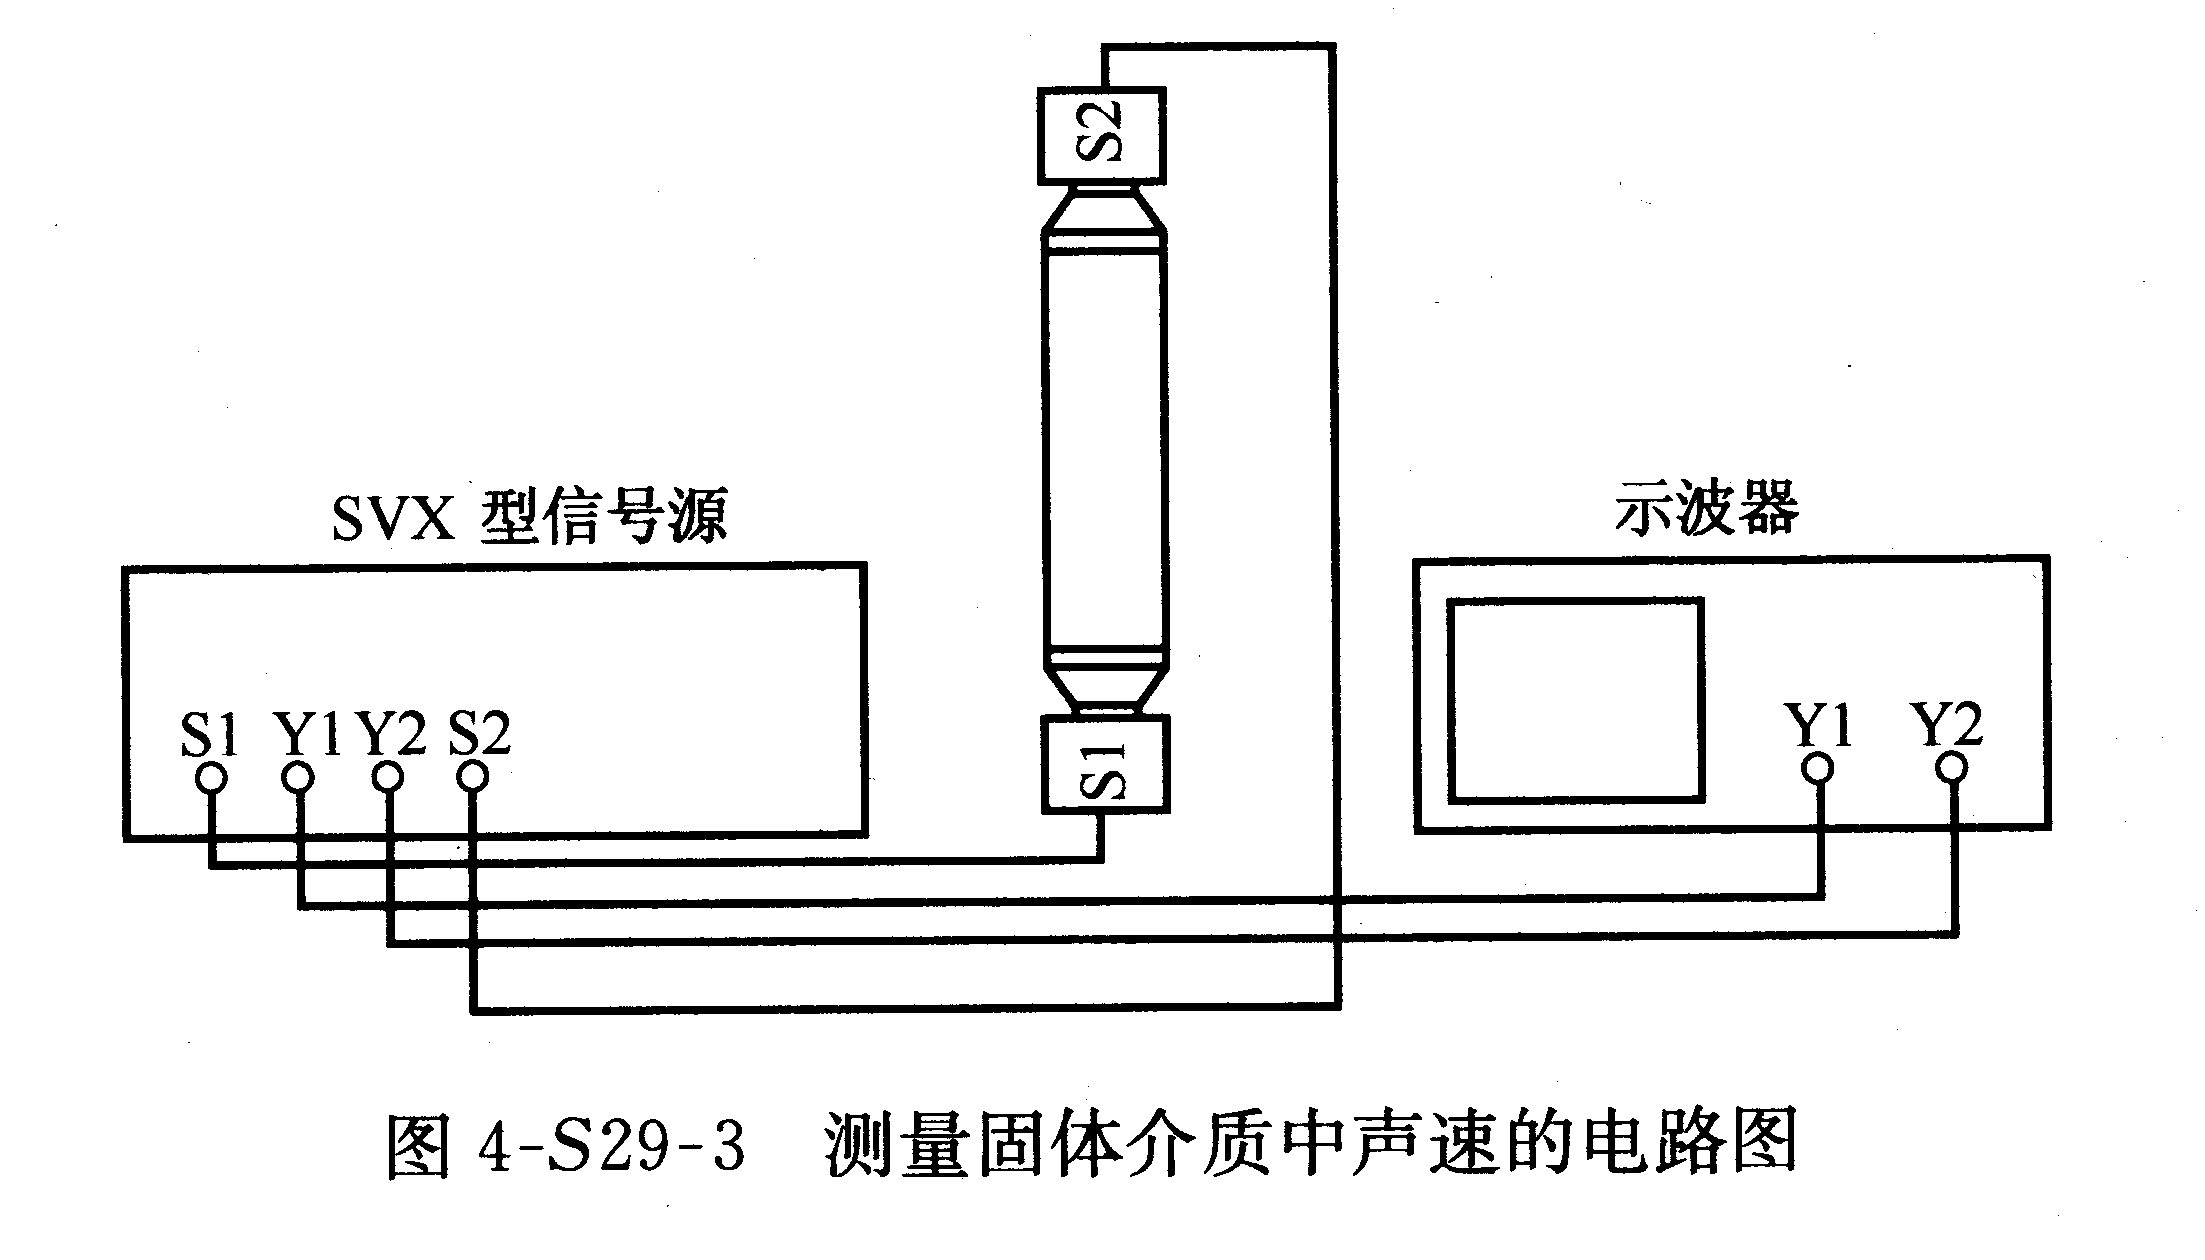 S2
SVX 型信号源
示波器
S1 Y1 Y2 S2
S1
Y1 Y2
图 4-S29-3 测量固体介质中声速的电路图